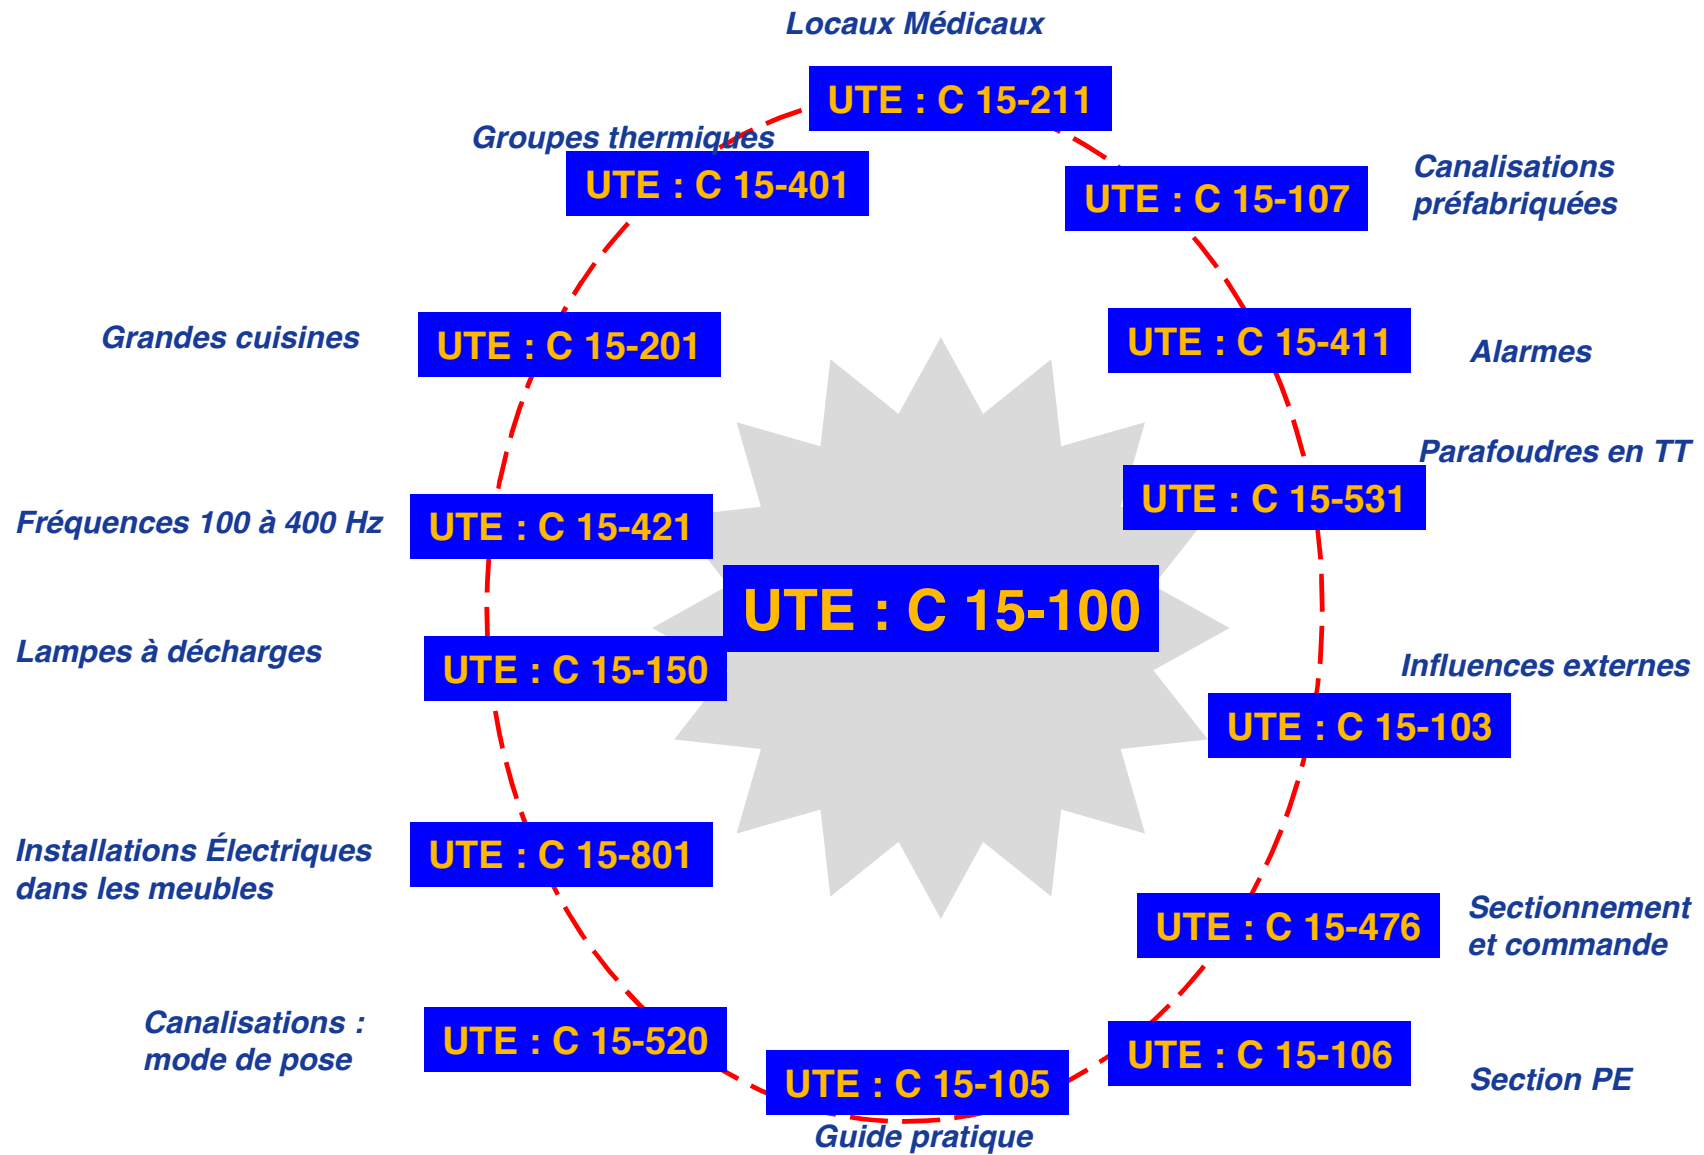 Locaux Médicaux
UTE : C 15-211
Groupes thermiques
UTE : C 15-401
UTE : C 15-107
Canalisations
préfabriquées
Grandes cuisines
UTE : C 15-201
UTE : C 15-411
Alarmes
Parafoudres en TT
UTE : C 15-531
Fréquences 100 à 400 Hz
UTE : C 15-421
UTE : C 15-100
Lampes à décharges
UTE : C 15-150
Influences externes
UTE : C 15-103
Installations Électriques
dans les meubles
UTE : C 15-801
UTE : C 15-476
Sectionnement
et commande
Canalisations :
mode de pose
UTE : C 15-520
UTE : C 15-105
Guide pratique
UTE : C 15-106
Section PE